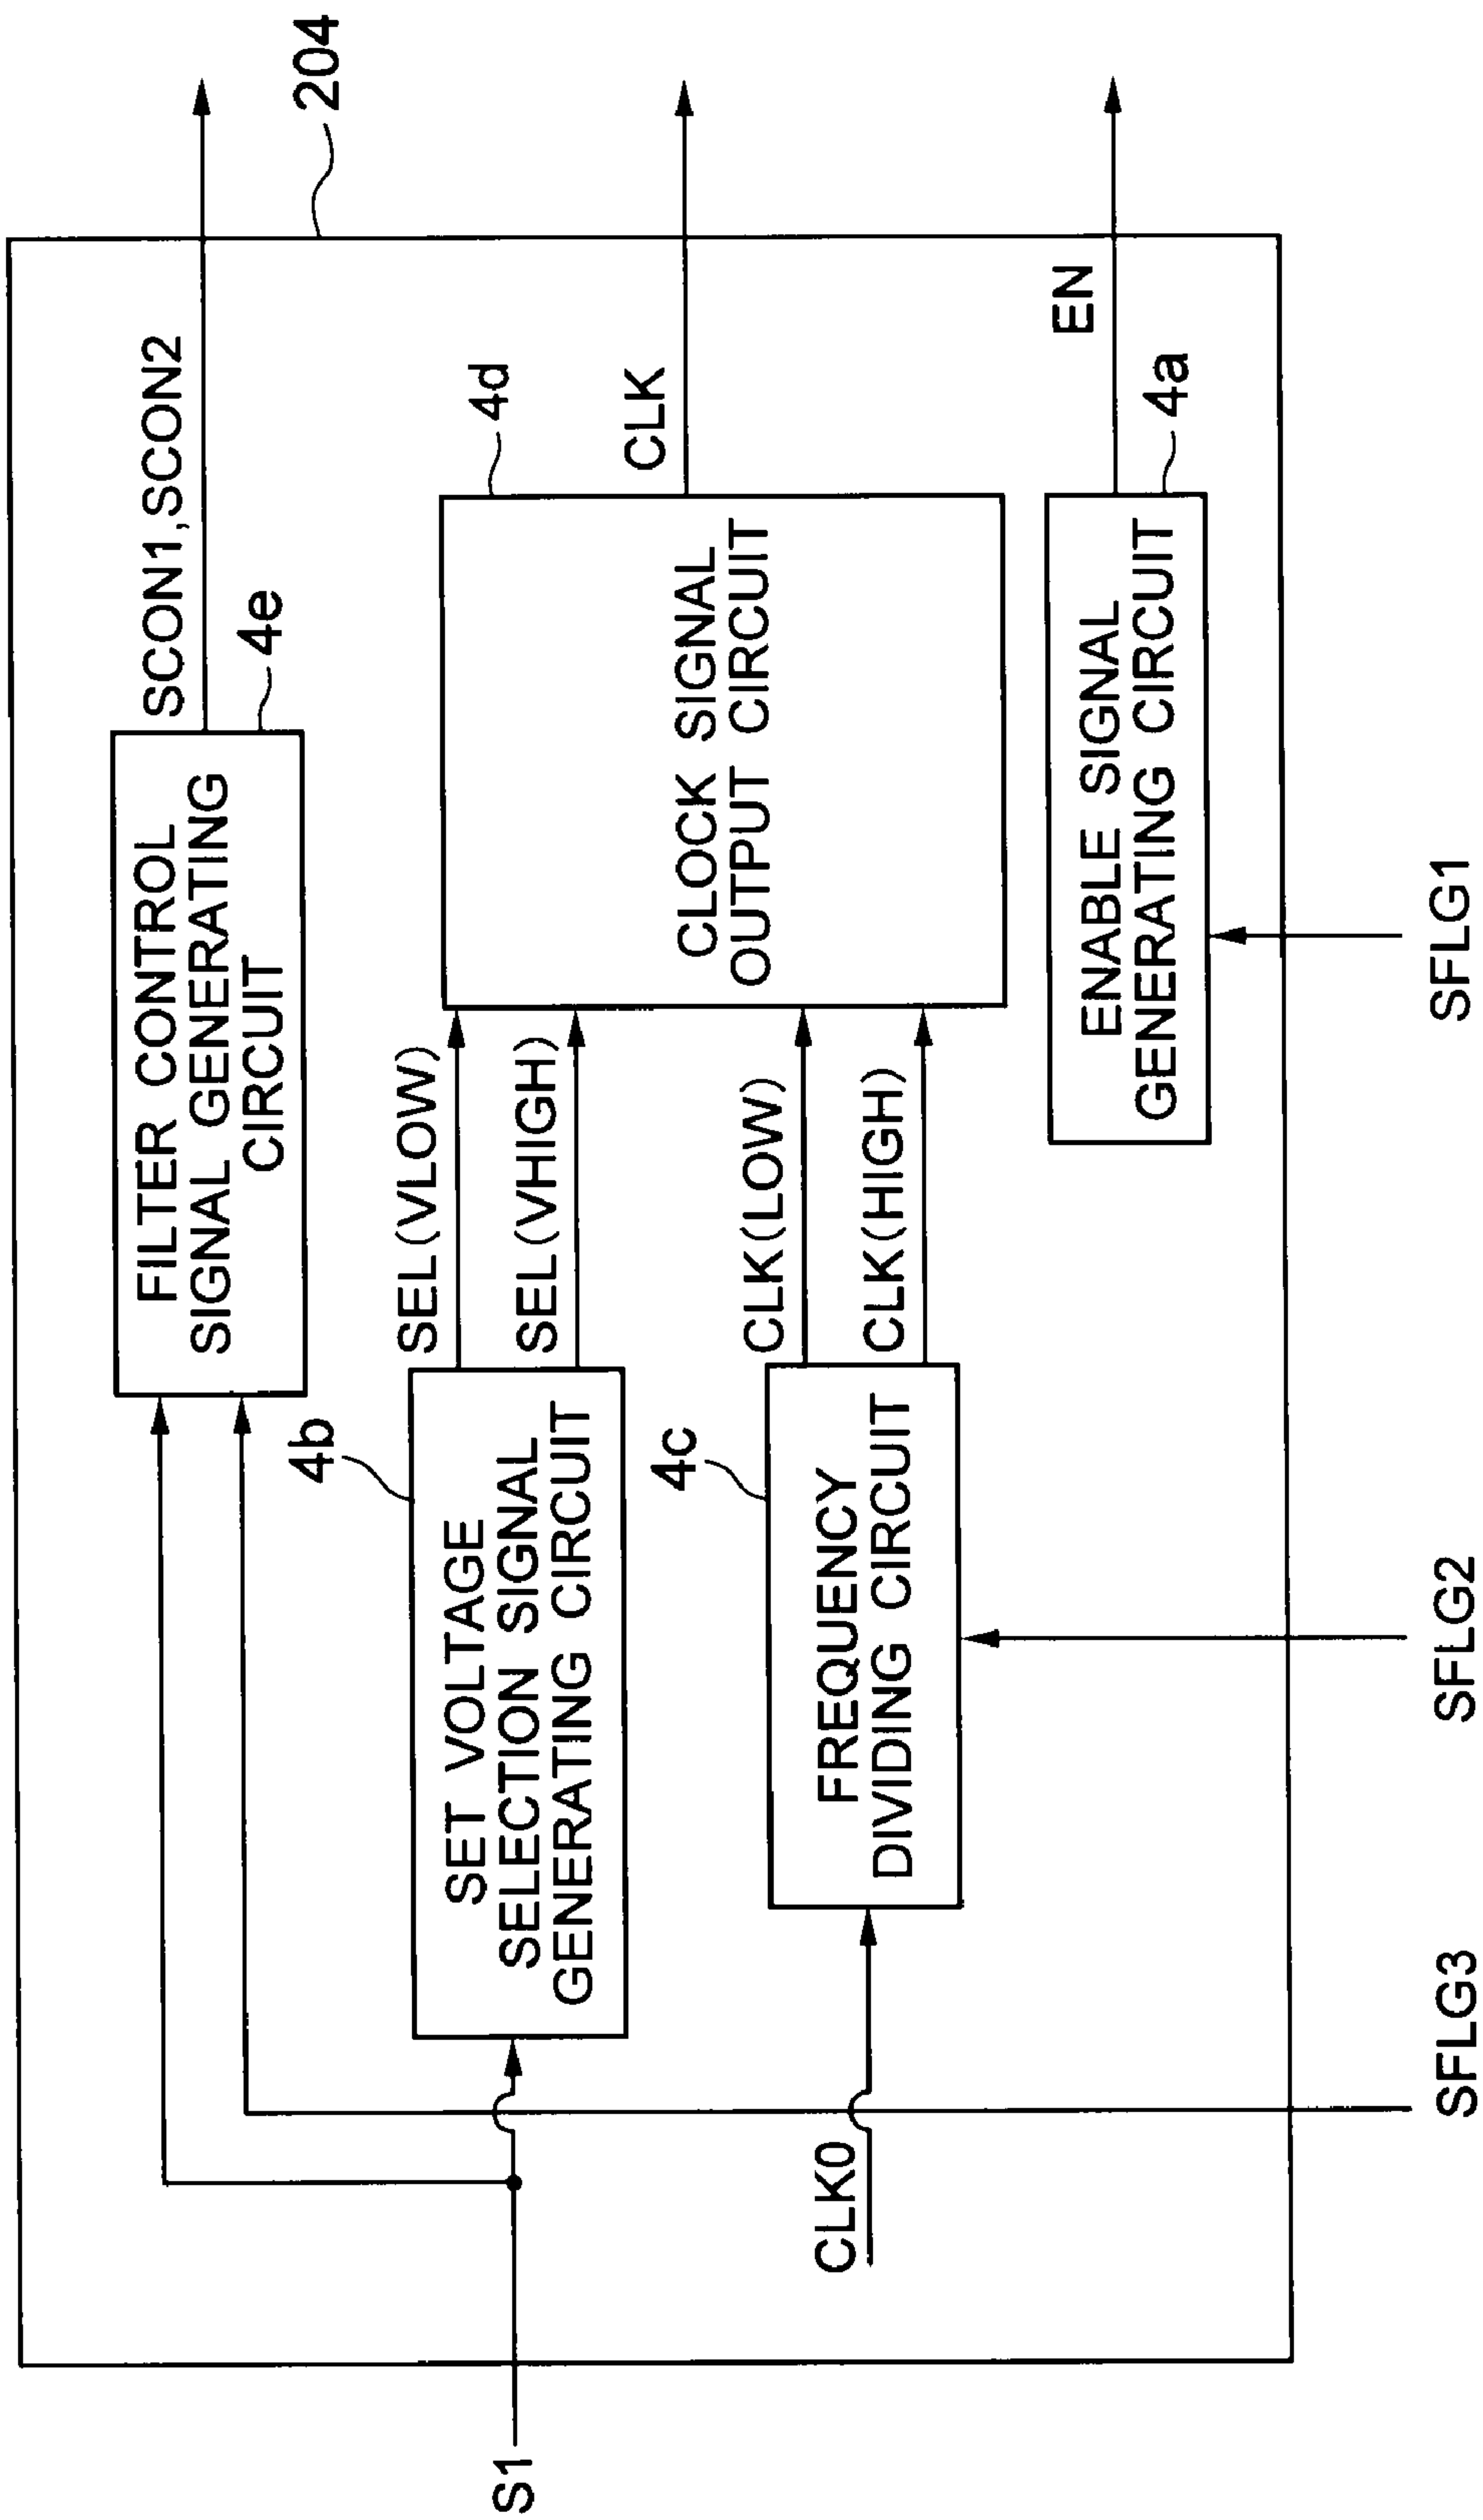 204
SCON1,SCON2
4e
FILTER CONTROL
SIGNAL GENERATING
CIRCUIT
4b
SET VOLTAGE
SELECTION SIGNAL
GENERATING CIRCUIT
SEL(VLOW)
SEL(VHIGH)
4d
CLOCK SIGNAL
OUTPUT CIRCUIT
CLK
S1
4c
FREQUENCY
DIVIDING CIRCUIT
CLK(LOW)
CLK(HIGH)
CLK0
EN
4a
ENABLE SIGNAL
GENERATING CIRCUIT
SFLG3
SFLG2
SFLG1